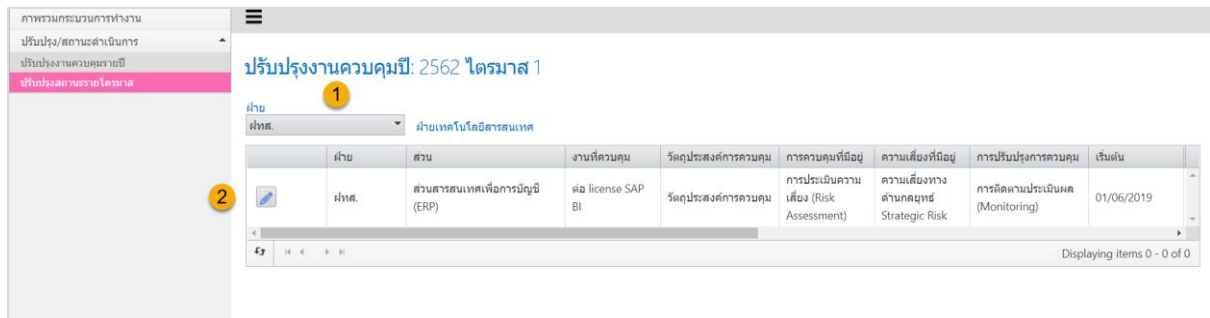 ภาพรวมกระบวนการทำงาน
ปรับปรุง/สถานะดำเนินการ
ปรับปรุงงานควบคุมรายปี
ปรับปรุงสถานะรายไตรมาส
ปรับปรุงงานควบคุมปี: 2562 ไตรมาส 1
1
ฝ่าย
ฝทส. ฝ่ายเทคโนโลยีสารสนเทศ
ฝ่าย ส่วน งานที่ควบคุม วัตถุประสงค์การควบคุม การควบคุมที่มีอยู่ ความเสี่ยงที่มีอยู่ การปรับปรุงการควบคุม เริ่มต้น
2
ฝทส.
ส่วนสารสนเทศเพื่อการบัญชี
(ERP)
ต่อ license SAP
BI
วัตถุประสงค์การควบคุม
การประเมินความ
เสี่ยง (Risk
Assessment)
ความเสี่ยงทาง
ด้านกลยุทธ์
Strategic Risk
การติดตามประเมินผล
(Monitoring)
01/06/2019
Displaying items 0 - 0 of 0